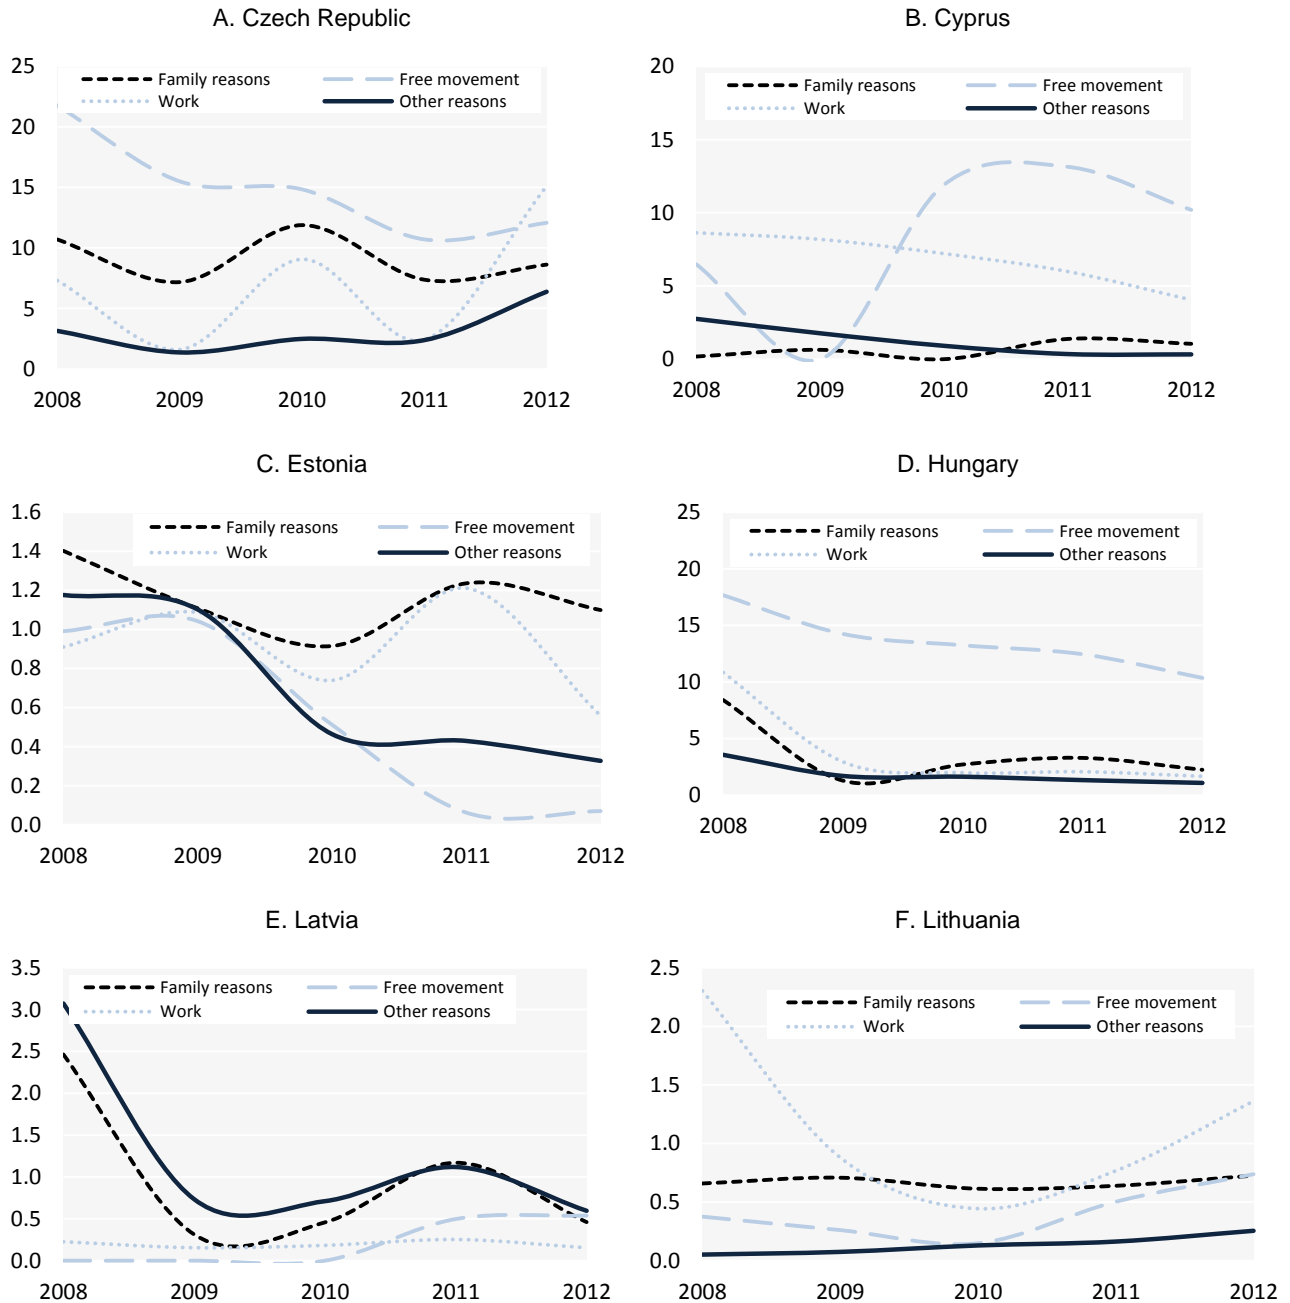 A. Czech Republic
25
20
15
10
5
0
Family reasons Free movement
Work Other reasons
2008 2009 2010 2011 2012
B. Cyprus
20
15
10
5
0
Family reasons Free movement
Work Other reasons
2008 2009 2010 2011 2012
C. Estonia
1.6
1.4
1.2
1.0
0.8
0.6
0.4
0.2
0.0
Family reasons Free movement
Work Other reasons
2008 2009 2010 2011 2012
D. Hungary
25
20
15
10
5
0
Family reasons Free movement
Work Other reasons
2008 2009 2010 2011 2012
E. Latvia
3.5
3.0
2.5
2.0
1.5
1.0
0.5
0.0
Family reasons Free movement
Work Other reasons
2008 2009 2010 2011 2012
F. Lithuania
2.5
2.0
1.5
1.0
0.5
0.0
Family reasons Free movement
Work Other reasons
2008 2009 2010 2011 2012